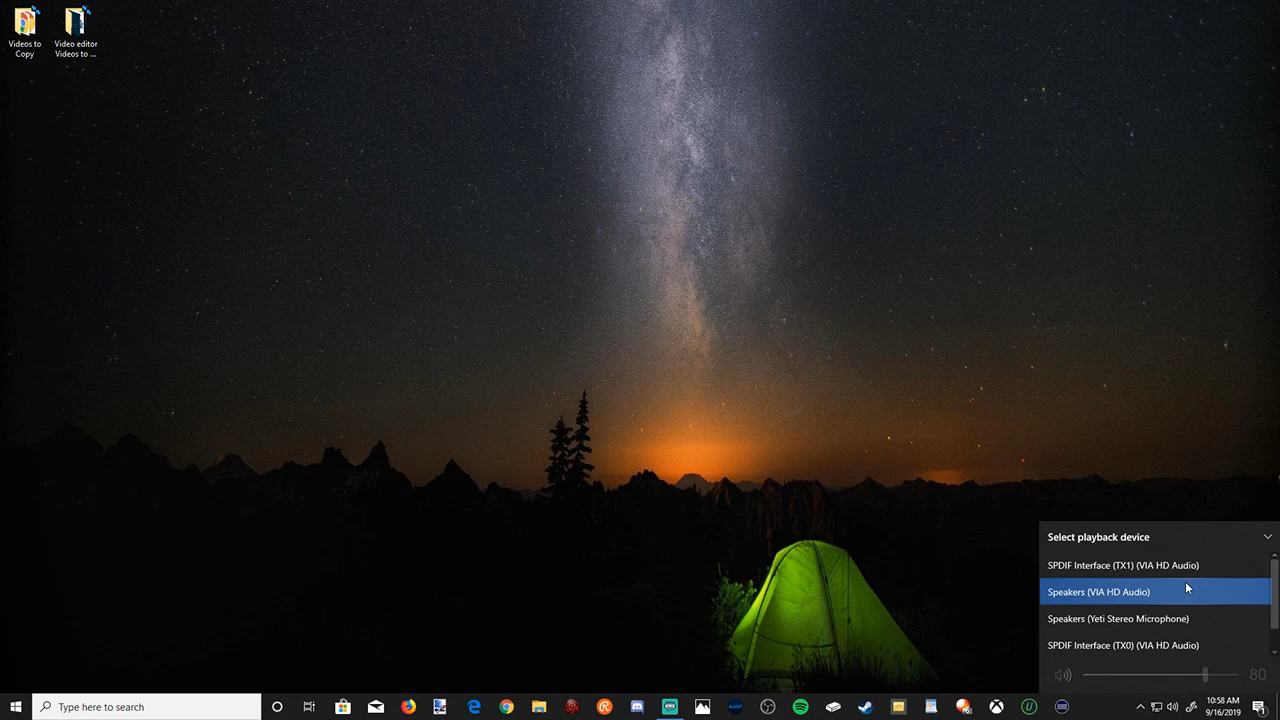 Videos to
Copy
Video editor
Videos to ...
Select playback device
SPDIF Interface (TX1) (VIA HD Audio)
Speakers (VIA HD Audio)
Speakers (Yeti Stereo Microphone)
SPDIF Interface (TX0) (VIA HD Audio)
80
Type here to search
10:58 AM
9/16/2019